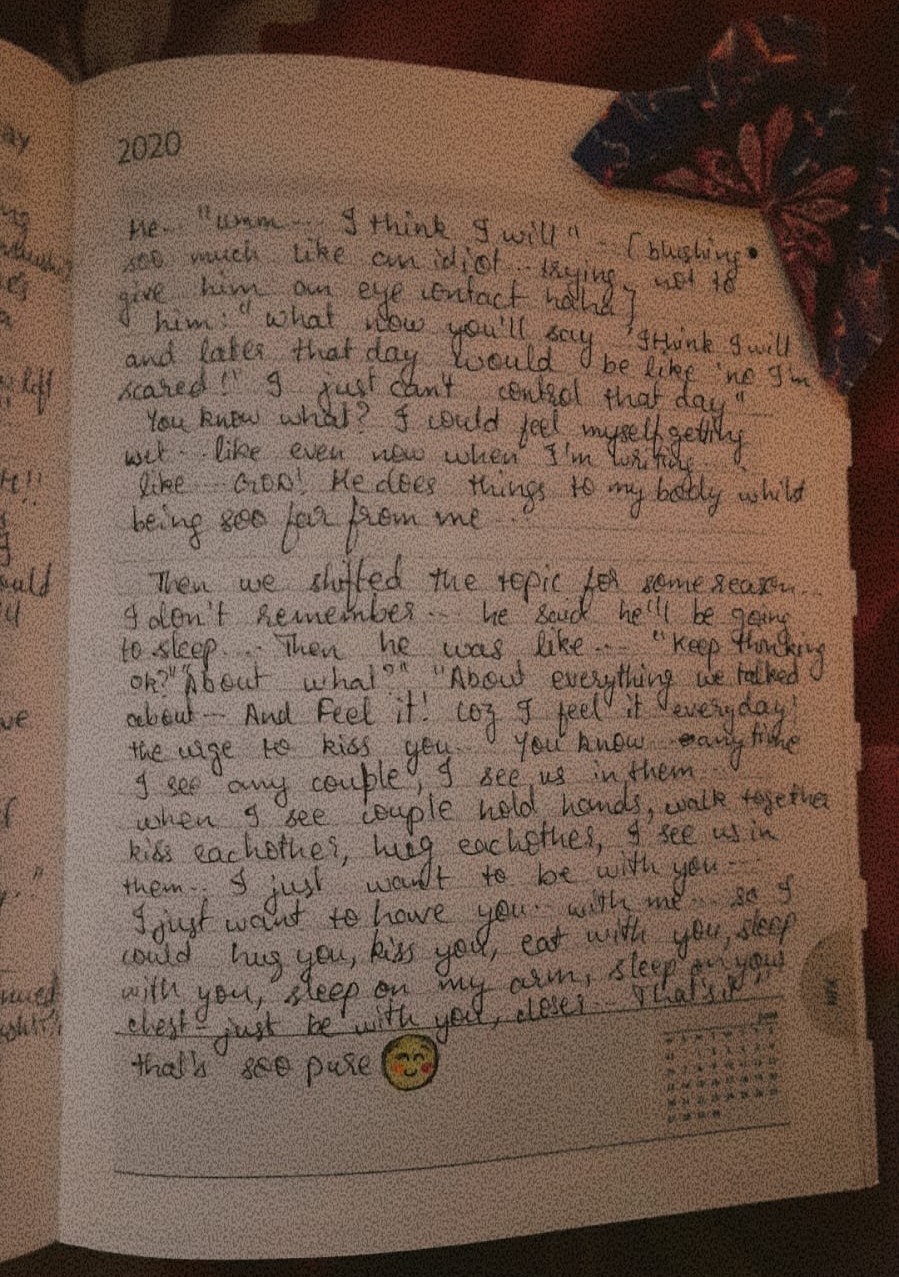 2020
Me- "umm--- I think I will" -- [blushing
soo much like an idiot -- trying not to
give him an eye contact haha]
him: "what now you'll say 'I think I will
and later that day would be like 'no I'm
scared!!' I just can't control that day"
You know what? I could feel myself getting
wet -- like even now when I'm writing..
like -- GOD! He does things to my body whilst
being soo far from me ---
Then we shifted the topic for some reason..
I don't remember --- he said he'll be going
to sleep --- Then he was like --- "Keep thinking
ok?" "About what?" "About everything we talked
about -- And Feel it! Coz I feel it everyday!
the urge to kiss you -- You know anytime
I see any couple, I see us in them --
when I see couple hold hands, walk together
kiss eachother, hug eachother, I see us in
them -- I just want to be with you ---
I just want to have you -- with me -- so I
could hug you, kiss you, eat with you, sleep
with you, sleep on my arm, sleep on your
chest - just be with you, closer --- That's it"
that's soo pure